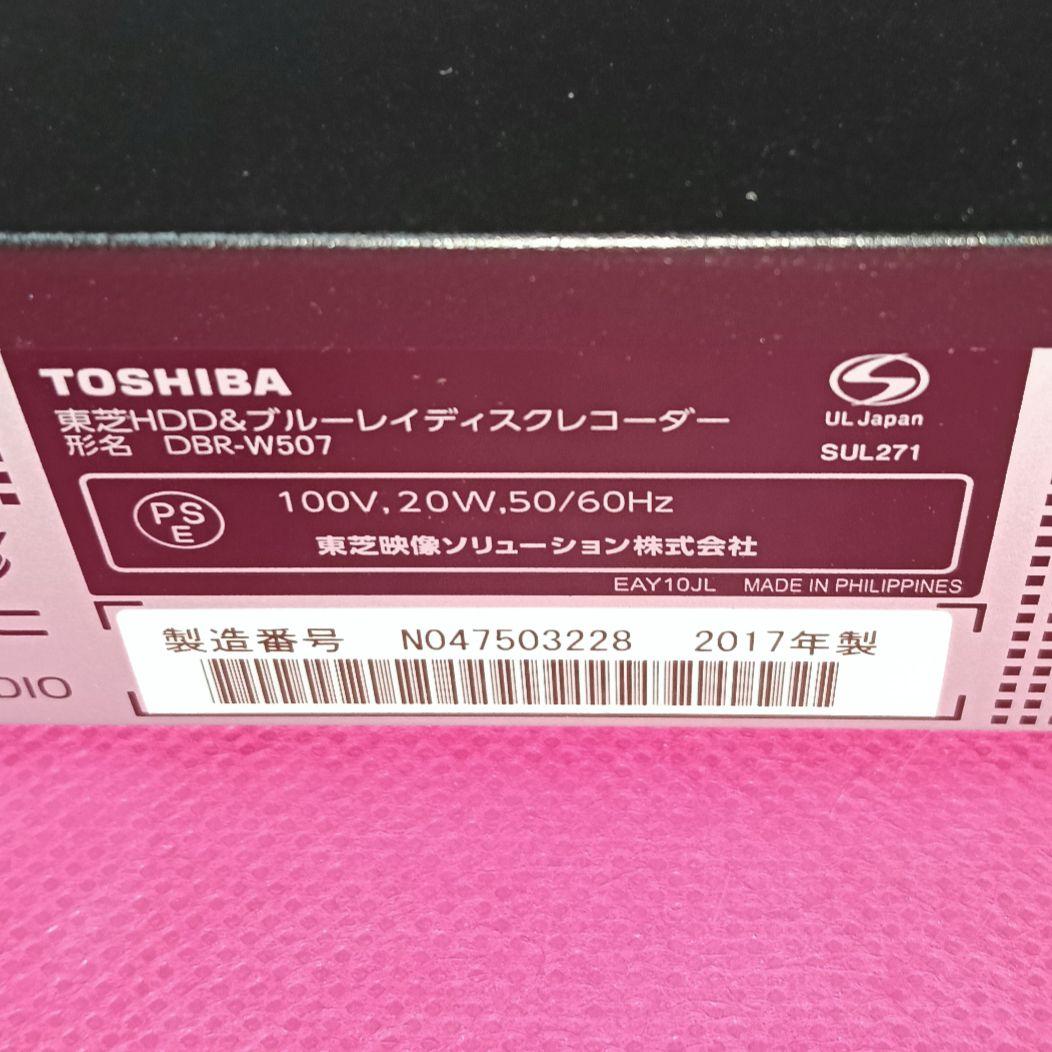 TOSHIBA
東芝HDD&ブルーレイディスクレコーダー
形名 DBR-W507
UL Japan
SUL271
PS
E
100V,20W,50/60Hz
東芝映像ソリューション株式会社
EAY10JL MADE IN PHILIPPINES
製造番号 N047503228 2017年製